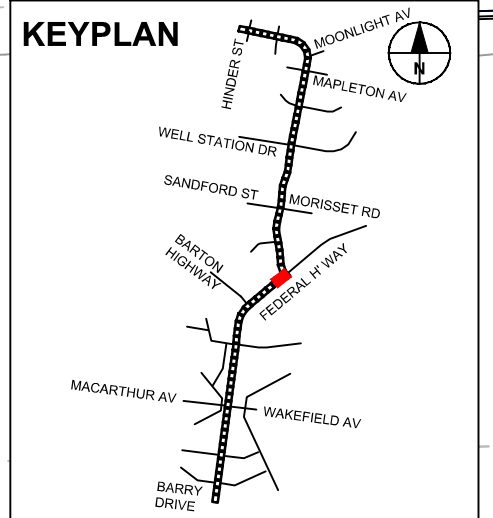 KEYPLAN
MOONLIGHT AV
HINDER ST
N
MAPLETON AV
WELL STATION DR
SANDFORD ST
MORISSET RD
BARTON
HIGHWAY
FEDERAL H' WAY
MACARTHUR AV
WAKEFIELD AV
BARRY
DRIVE